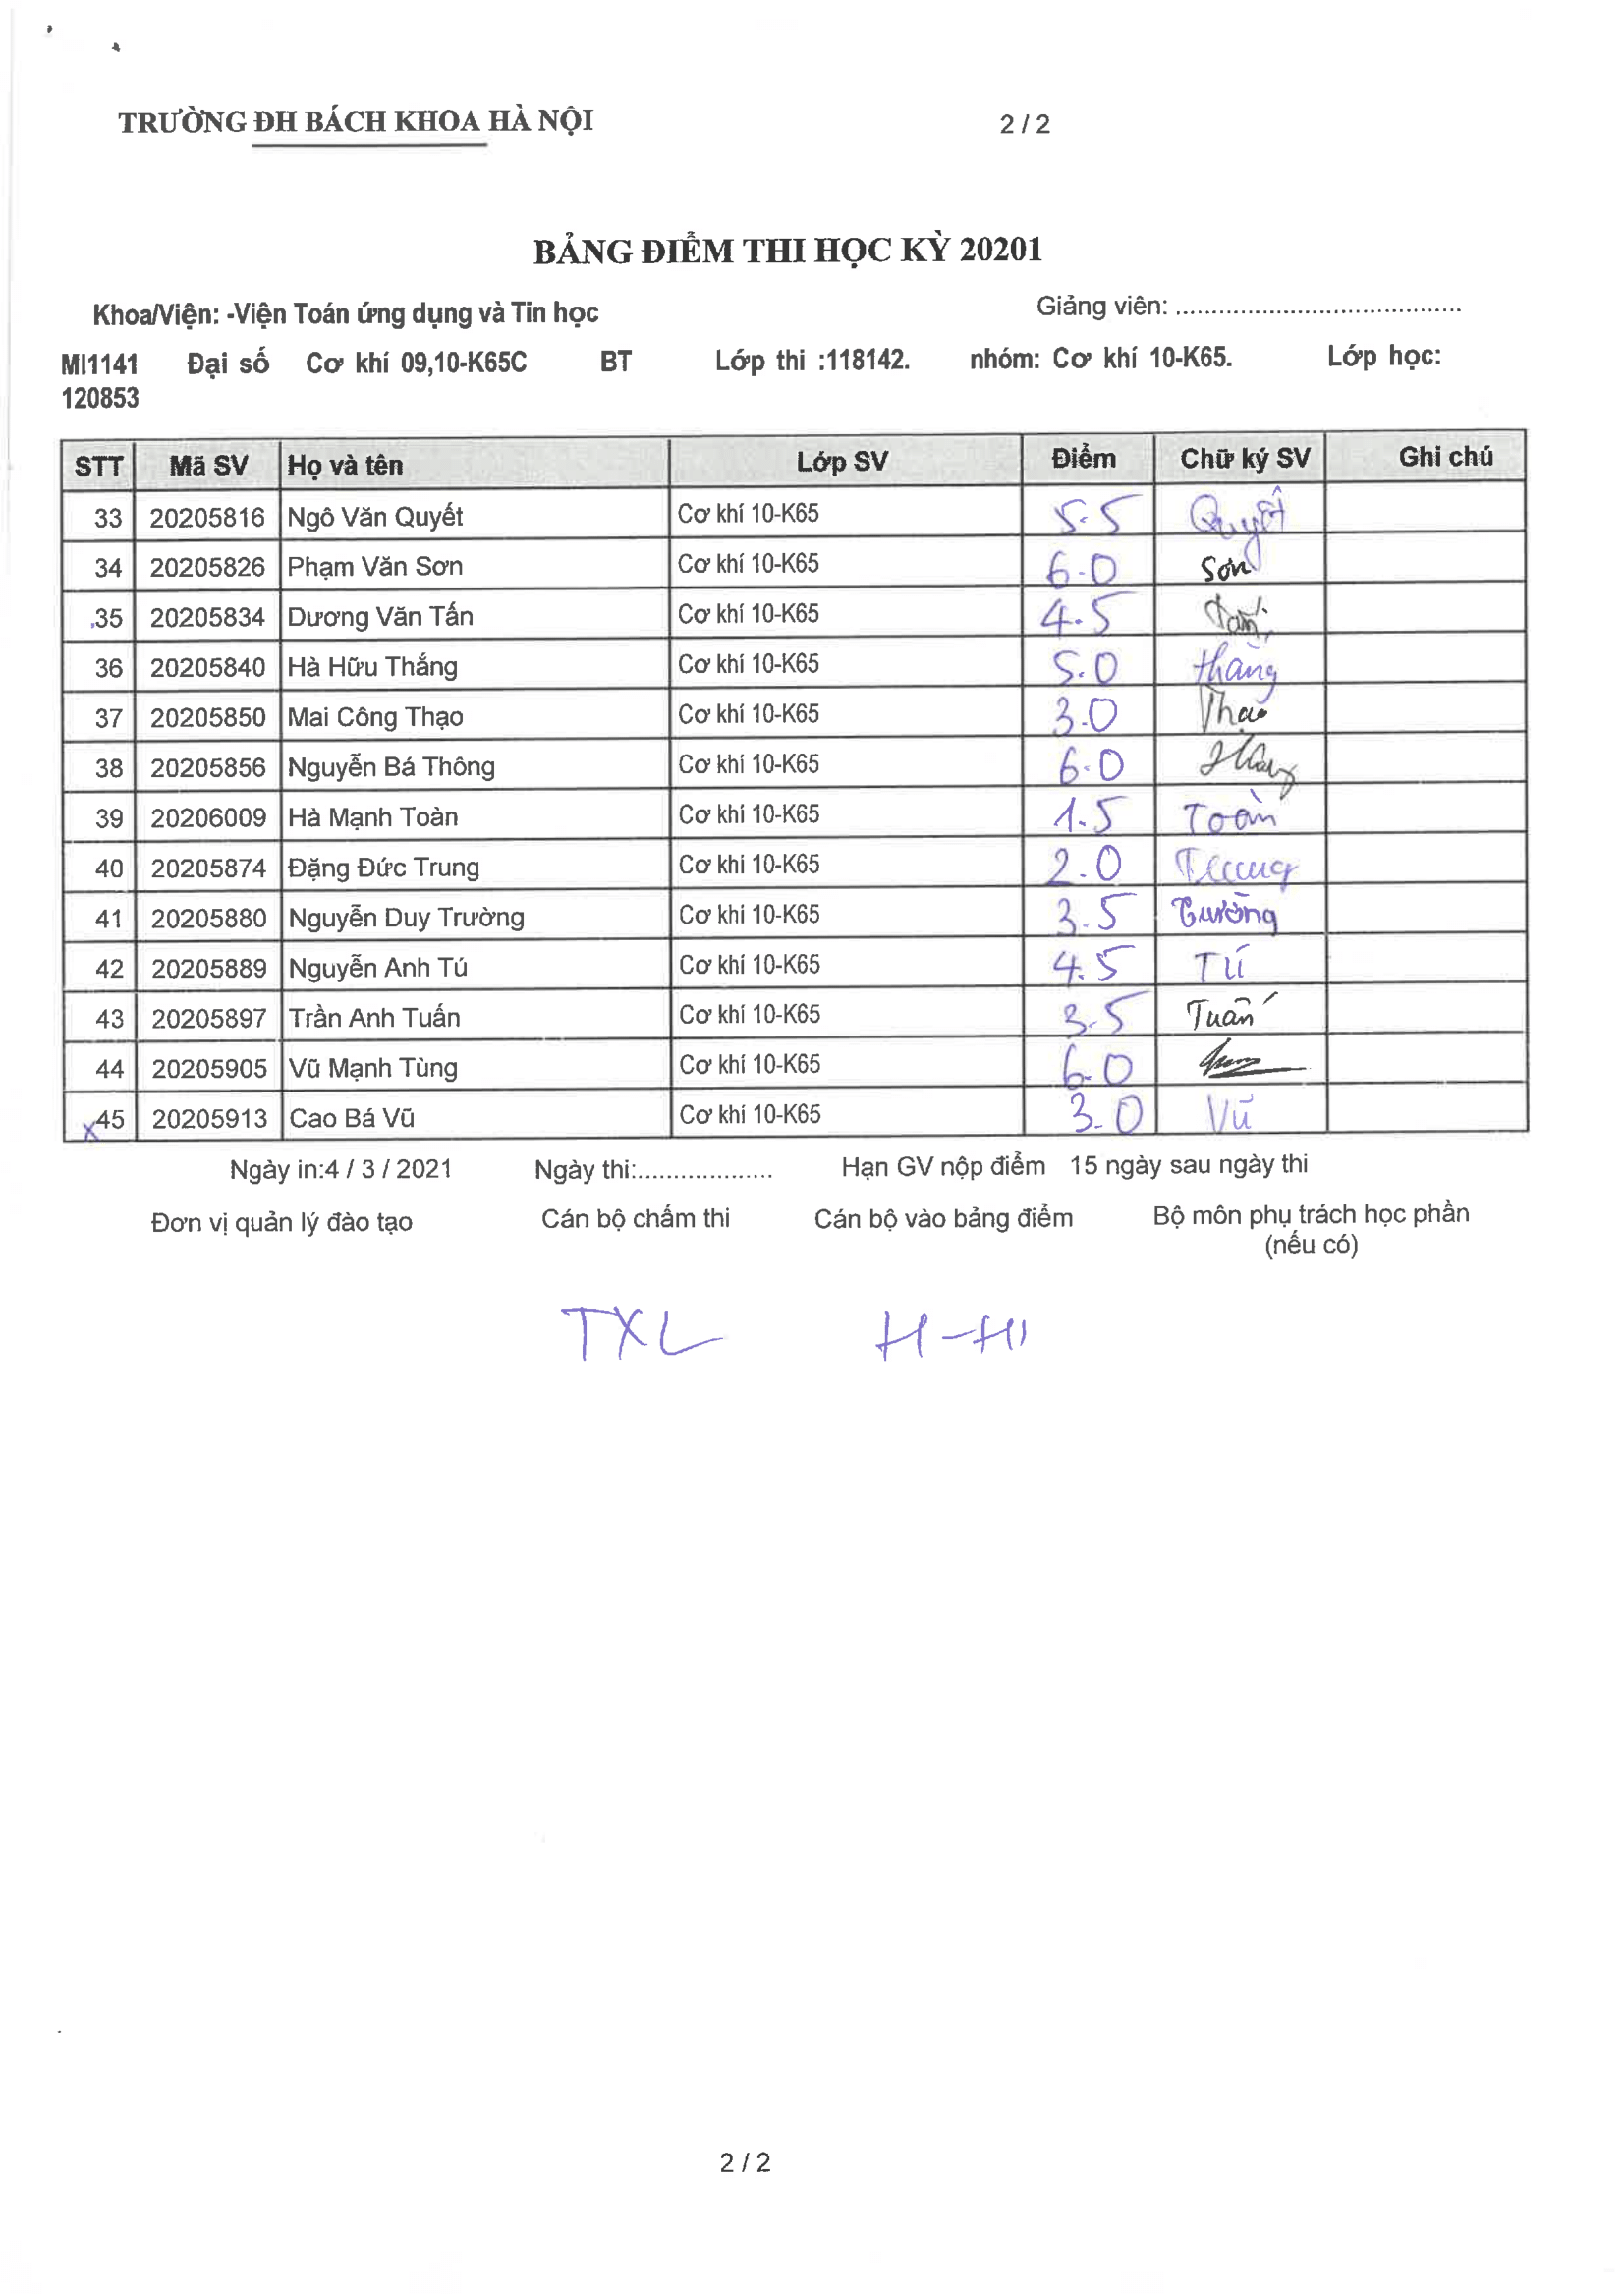 TRƯỜNG ĐH BÁCH KHOA HÀ NỘI 2 / 2
BẢNG ĐIỂM THI HỌC KỲ 20201
Khoa/Viện: -Viện Toán ứng dụng và Tin học Giảng viên: ......................................
MI1141 Đại số Cơ khí 09,10-K65C BT Lớp thi :118142. nhóm: Cơ khí 10-K65. Lớp học:
120853
STT Mã SV Họ và tên Lớp SV Điểm Chữ ký SV Ghi chú
33 20205816 Ngô Văn Quyết Cơ khí 10-K65 5.5 Quyết
34 20205826 Phạm Văn Sơn Cơ khí 10-K65 6.0 Sơn
35 20205834 Dương Văn Tấn Cơ khí 10-K65 4.5 Tấn
36 20205840 Hà Hữu Thắng Cơ khí 10-K65 5.0 thắng
37 20205850 Mai Công Thạo Cơ khí 10-K65 3.0 Thạo
38 20205856 Nguyễn Bá Thông Cơ khí 10-K65 6.0
39 20206009 Hà Mạnh Toàn Cơ khí 10-K65 1.5 Toàn
40 20205874 Đặng Đức Trung Cơ khí 10-K65 2.0 Trung
41 20205880 Nguyễn Duy Trường Cơ khí 10-K65 3.5 Trường
42 20205889 Nguyễn Anh Tú Cơ khí 10-K65 4.5 Tú
43 20205897 Trần Anh Tuấn Cơ khí 10-K65 3.5 Tuấn
44 20205905 Vũ Mạnh Tùng Cơ khí 10-K65 6.0
x45 20205913 Cao Bá Vũ Cơ khí 10-K65 3.0 Vũ
Ngày in:4 / 3 / 2021 Ngày thi:................... Hạn GV nộp điểm 15 ngày sau ngày thi
Đơn vị quản lý đào tạo Cán bộ chấm thi Cán bộ vào bảng điểm Bộ môn phụ trách học phần
(nếu có)
TXL
2 / 2